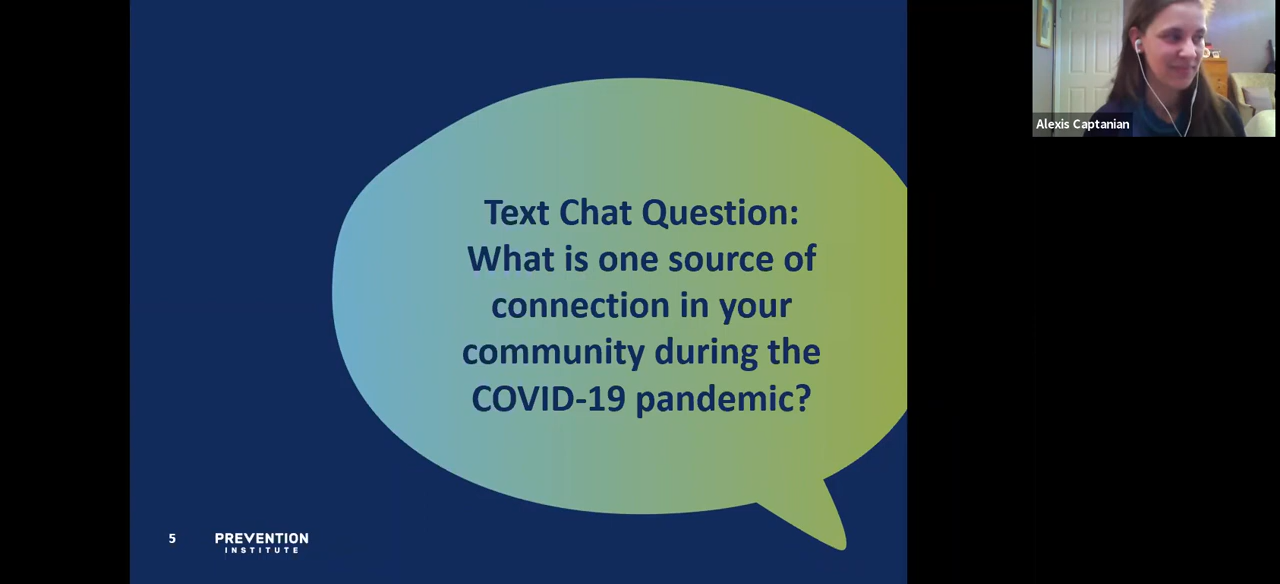 Text Chat Question:
What is one source of
connection in your
community during the
COVID-19 pandemic?
5
PREVENTION
INSTITUTE
Alexis Captanian